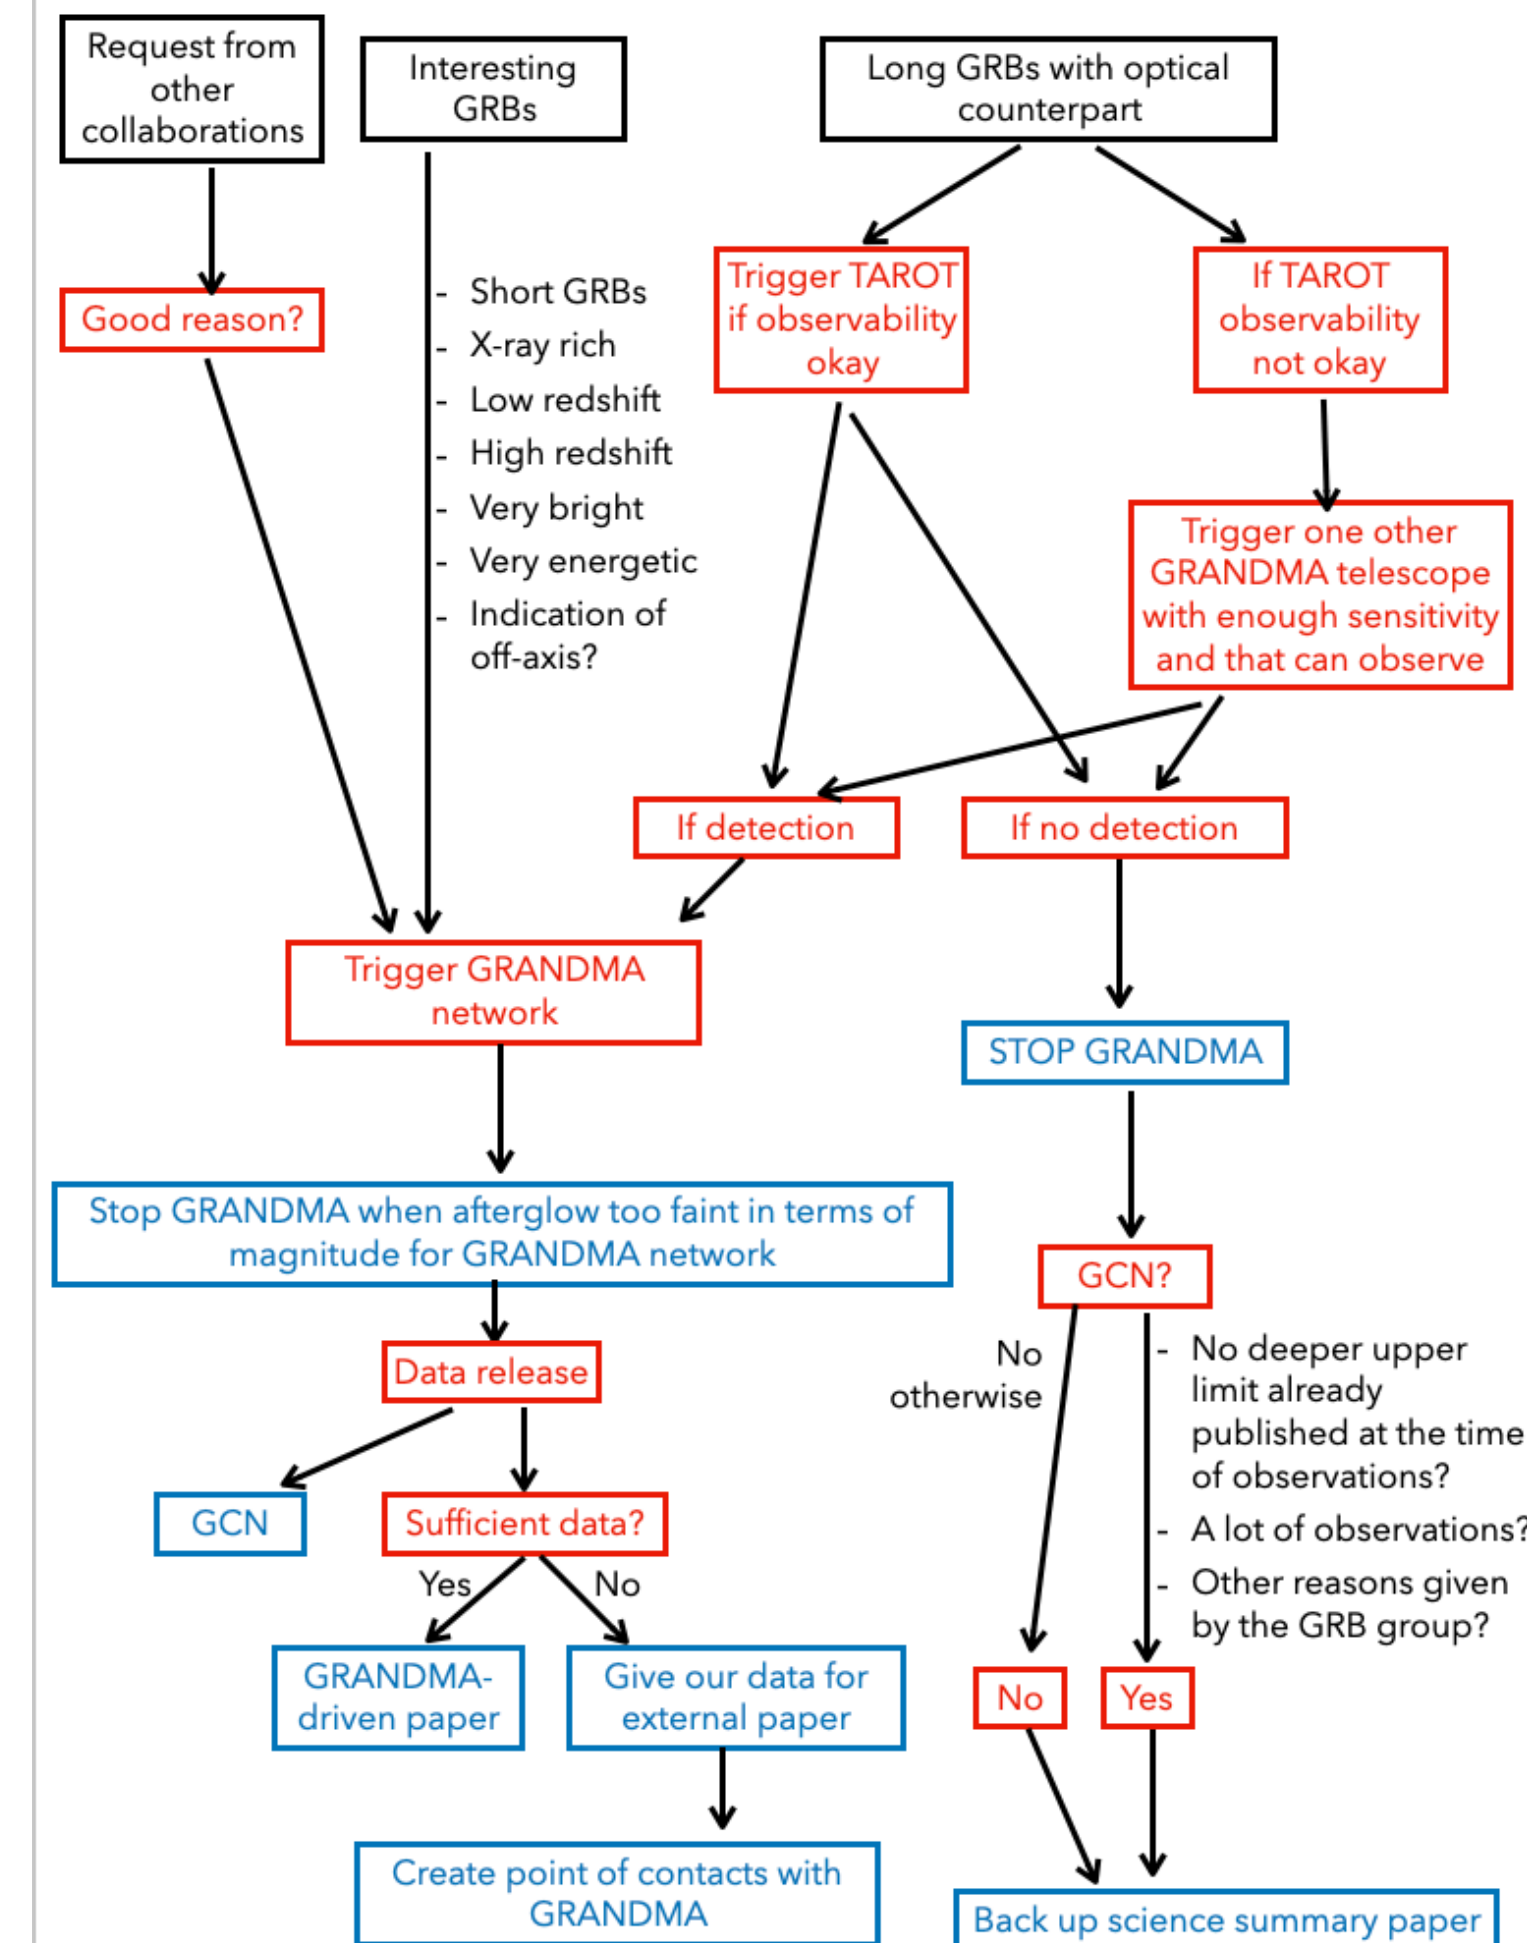 Request from
other
collaborations
Interesting
GRBs
Long GRBs with optical
counterpart
Good reason?
- Short GRBs
- X-ray rich
- Low redshift
- High redshift
- Very bright
- Very energetic
- Indication of
off-axis?
Trigger TAROT
if observability
okay
If TAROT
observability
not okay
Trigger one other
GRANDMA telescope
with enough sensitivity
and that can observe
If detection
If no detection
Trigger GRANDMA
network
STOP GRANDMA
Stop GRANDMA when afterglow too faint in terms of
magnitude for GRANDMA network
GCN?
Data release
No
otherwise
- No deeper upper
limit already
published at the time
of observations?
- A lot of observations?
- Other reasons given
by the GRB group?
GCN
Sufficient data?
Yes
No
GRANDMA-
driven paper
Give our data for
external paper
No
Yes
Create point of contacts with
GRANDMA
Back up science summary paper